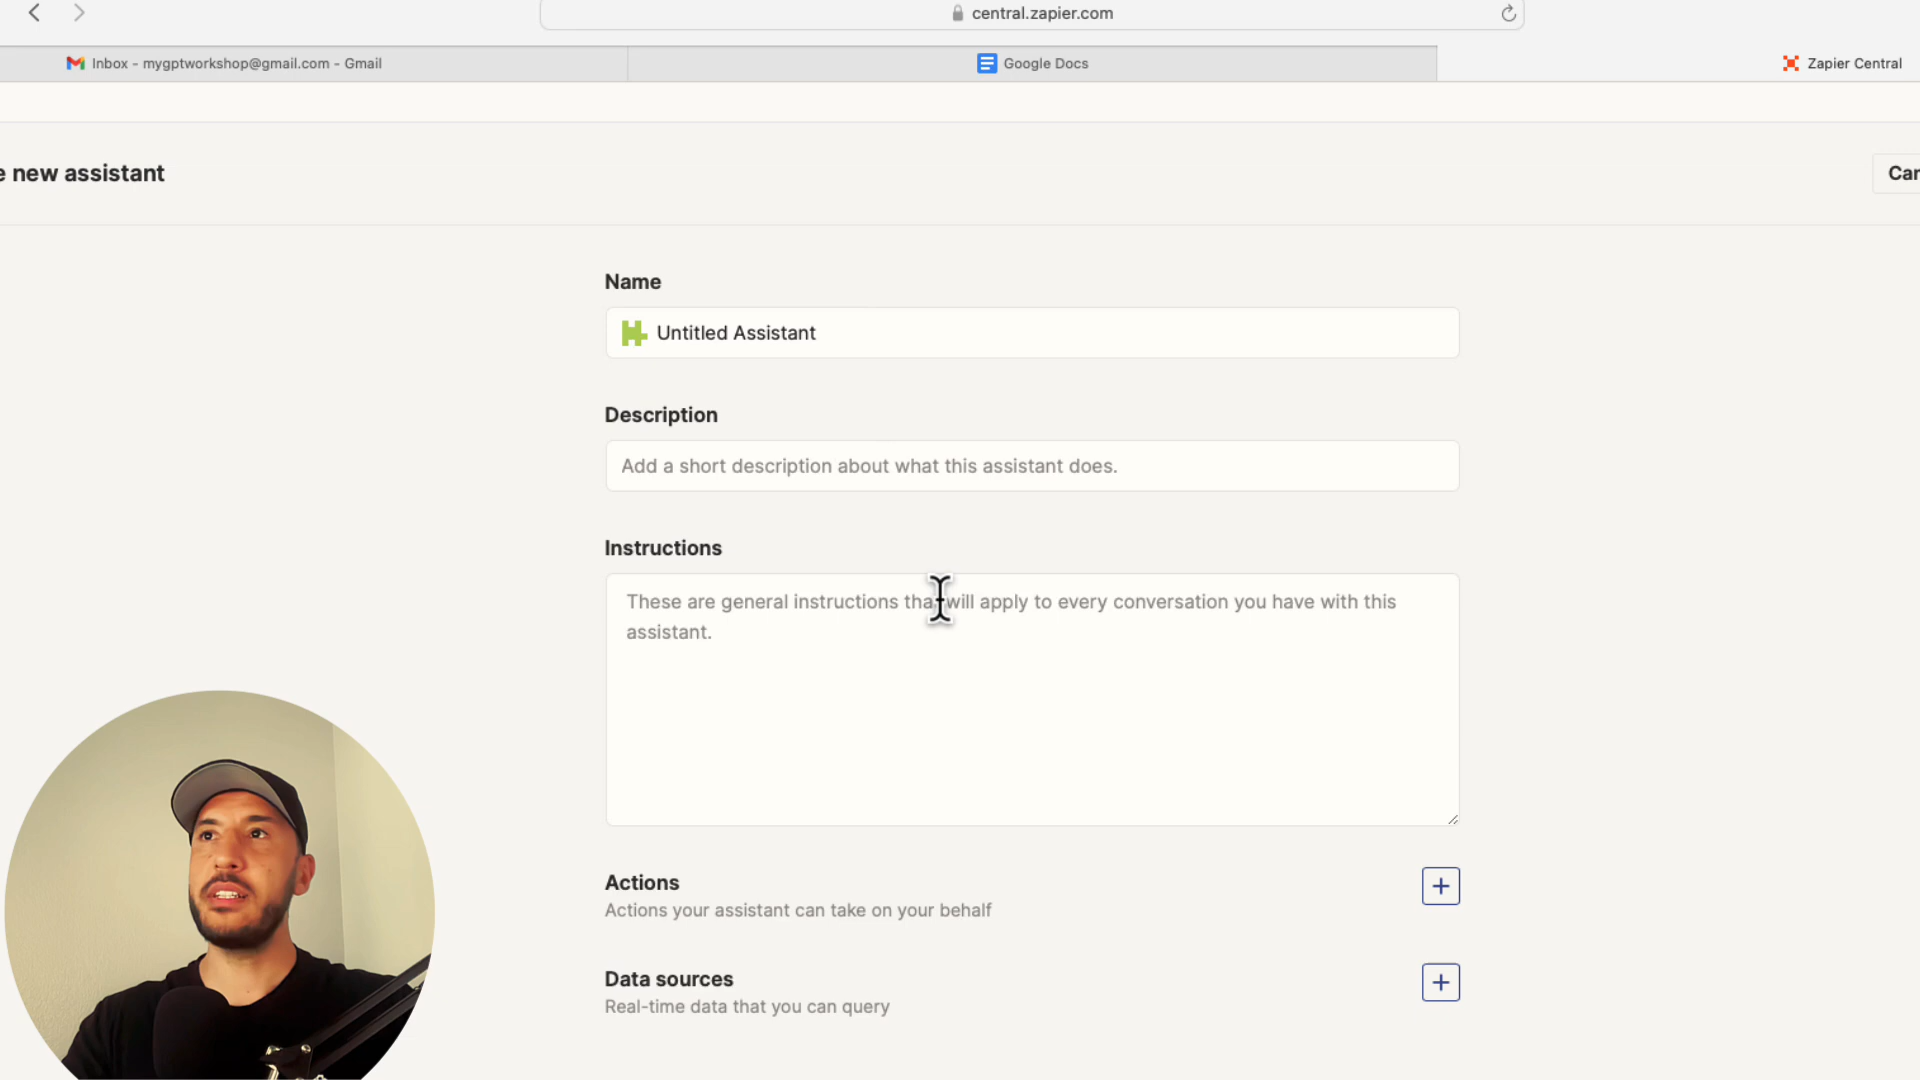 central.zapier.com
Inbox - mygptworkshop@gmail.com - Gmail
Google Docs
Zapier Central
e new assistant
Can
Name
Untitled Assistant
Description
Add a short description about what this assistant does.
Instructions
These are general instructions that will apply to every conversation you have with this
assistant.
Actions
Actions your assistant can take on your behalf
Data sources
Real-time data that you can query